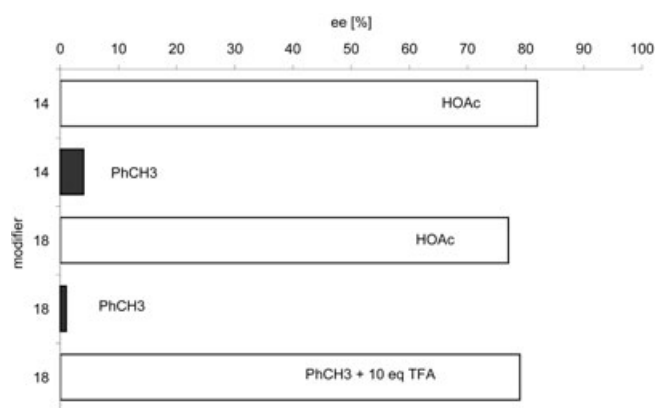 ee [%]
0 10 20 30 40 50 60 70 80 90 100
14 HOAc
14 PhCH3
18 HOAc
18 PhCH3
18 PhCH3 + 10 eq TFA
modifier